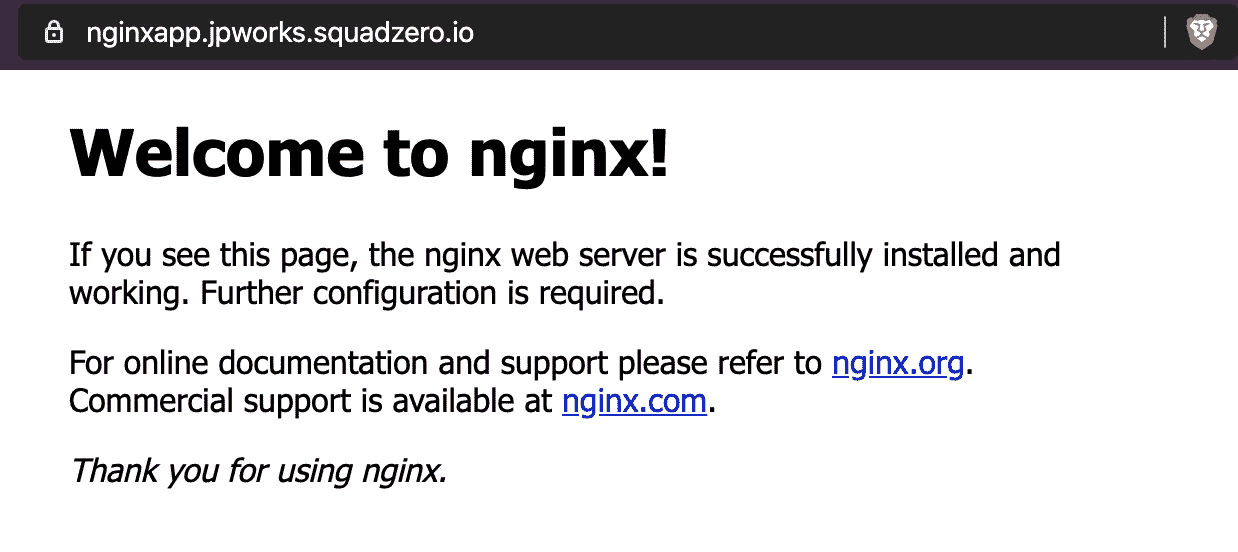 nginxapp.jpworks.squadzero.io
Welcome to nginx!
If you see this page, the nginx web server is successfully installed and
working. Further configuration is required.
For online documentation and support please refer to nginx.org.
Commercial support is available at nginx.com.
Thank you for using nginx.